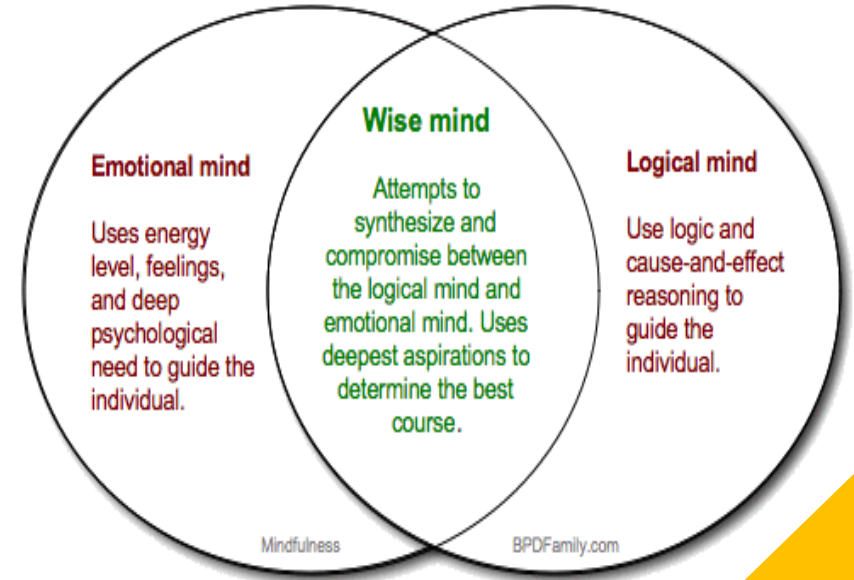 Emotional mind
Uses energy
level, feelings,
and deep
psychological
need to guide the
individual.
Wise mind
Attempts to
synthesize and
compromise between
the logical mind and
emotional mind. Uses
deepest aspirations to
determine the best
course.
Logical mind
Use logic and
cause-and-effect
reasoning to
guide the
individual.
Mindfulness
BPDFamily.com